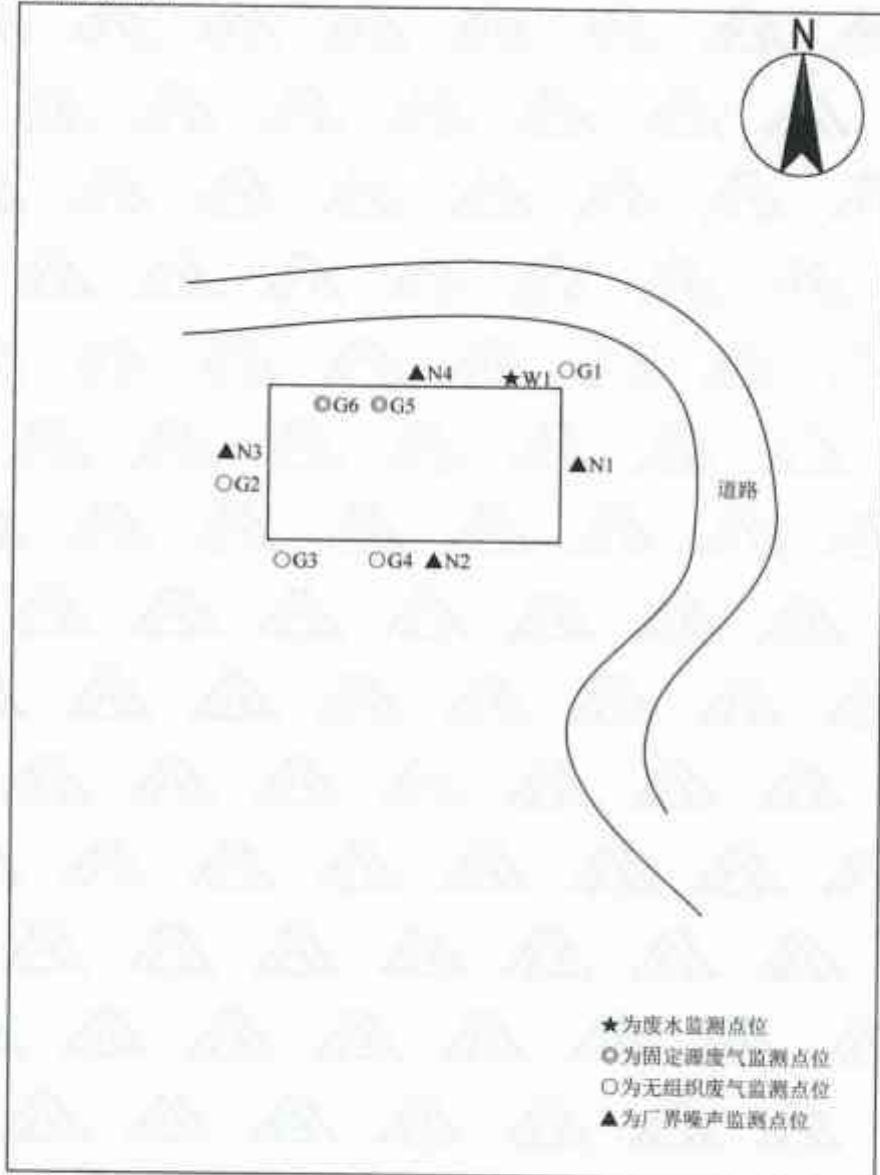 N
▲N4
★W1
○G1
◎G6
◎G5
▲N3
○G2
▲N1
道路
○G3
○G4
▲N2
★为废水监测点位
◎为固定源废气监测点位
○为无组织废气监测点位
▲为厂界噪声监测点位